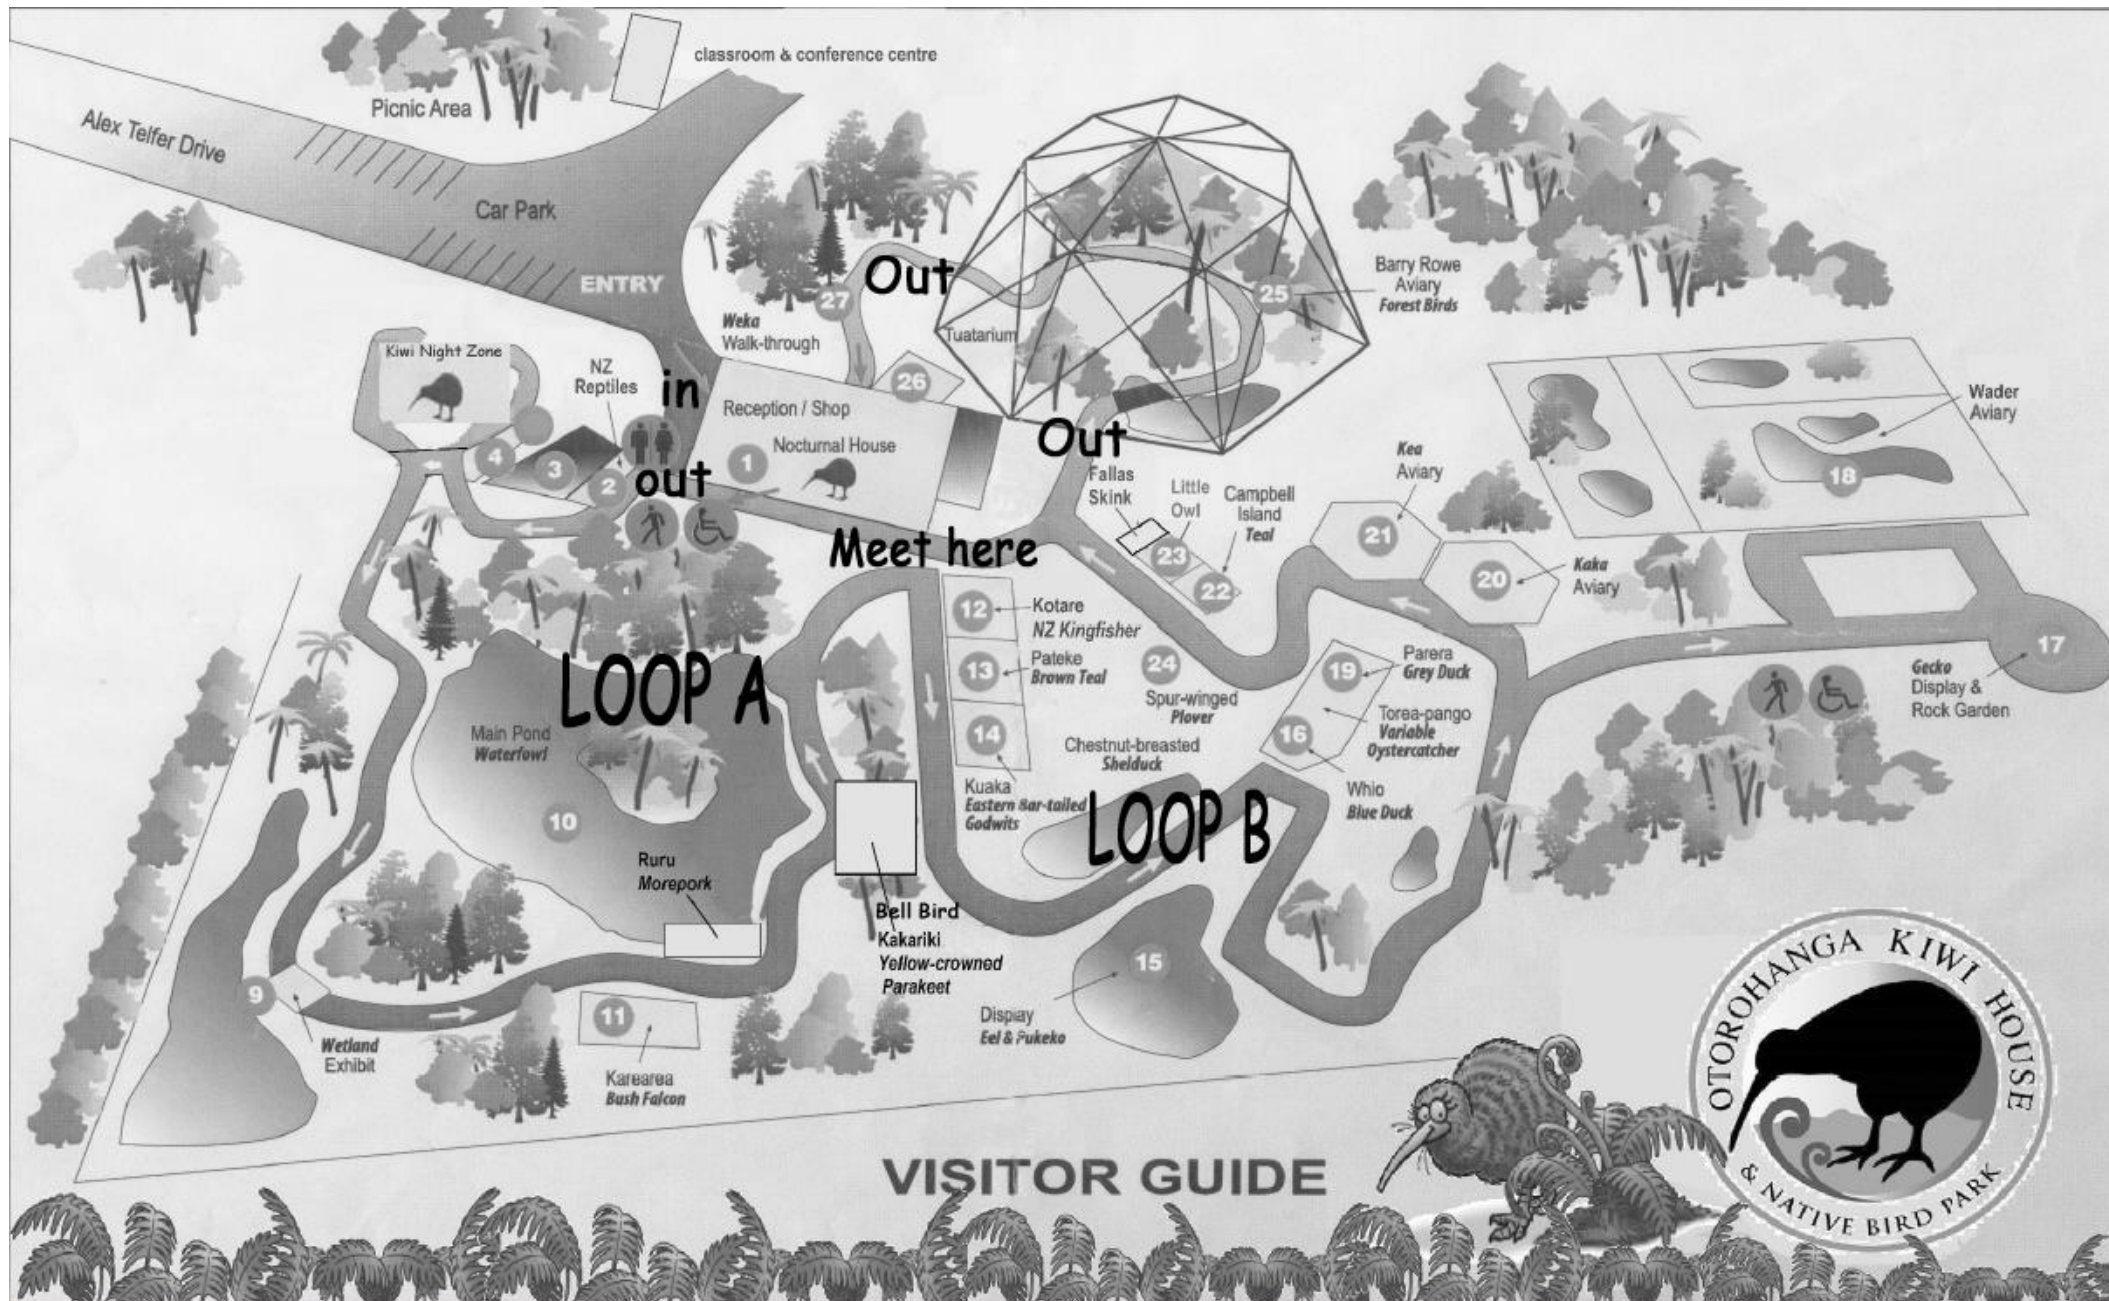 classroom & conference centre
Picnic Area
Alex Telfer Drive
Car Park
ENTRY
Out
27
Weka
Walk-through
Tuatarium
25
Barry Rowe
Aviary
Forest Birds
Kiwi Night Zone
NZ
Reptiles
in
26
Reception / Shop
Nocturnal House
1
4
3
2
out
Out
Fallas
Skink
Little
Owl
Campbell
Island
Teal
23
22
Kea
Aviary
21
20
Kaka
Aviary
Wader
Aviary
18
Meet here
12
Kotare
NZ Kingfisher
13
Pateke
Brown Teal
14
Kuaka
Eastern Bar-tailed
Godwits
24
Spur-winged
Plover
Chestnut-breasted
Shelduck
19
Parera
Grey Duck
Torea-pango
Variable
Oystercatcher
16
Whio
Blue Duck
17
Gecko
Display &
Rock Garden
LOOP A
Main Pond
Waterfowl
10
Ruru
Morepork
LOOP B
Bell Bird
Kakariki
Yellow-crowned
Parakeet
9
Wetland
Exhibit
11
Karearea
Bush Falcon
15
Display
Eel & Pukeko
VISITOR GUIDE
OTOROHANGA KIWI HOUSE
& NATIVE BIRD PARK